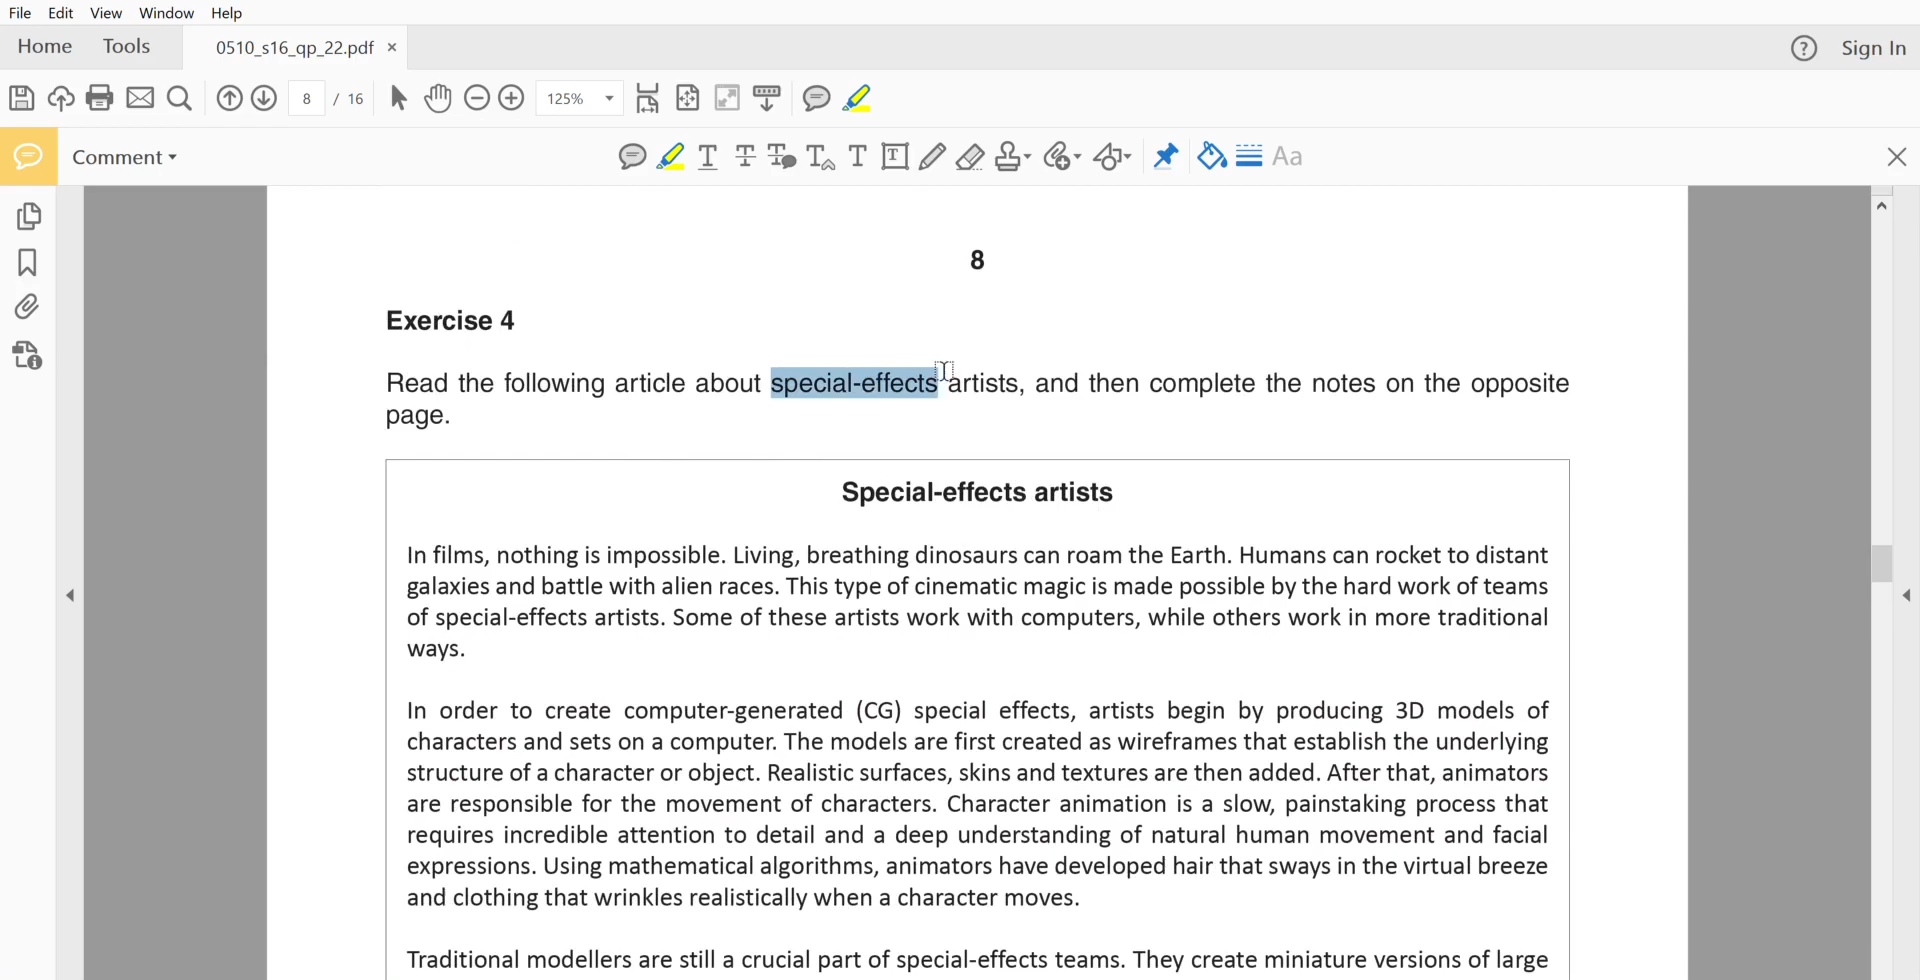 File Edit View Window Help
Home Tools 0510_s16_qp_22.pdf × ? Sign In
8 / 16 125%
Comment T T T T T T Aa
8
Exercise 4
Read the following article about special-effects artists, and then complete the notes on the opposite
page.
Special-effects artists
In films, nothing is impossible. Living, breathing dinosaurs can roam the Earth. Humans can rocket to distant
galaxies and battle with alien races. This type of cinematic magic is made possible by the hard work of teams
of special-effects artists. Some of these artists work with computers, while others work in more traditional
ways.
In order to create computer-generated (CG) special effects, artists begin by producing 3D models of
characters and sets on a computer. The models are first created as wireframes that establish the underlying
structure of a character or object. Realistic surfaces, skins and textures are then added. After that, animators
are responsible for the movement of characters. Character animation is a slow, painstaking process that
requires incredible attention to detail and a deep understanding of natural human movement and facial
expressions. Using mathematical algorithms, animators have developed hair that sways in the virtual breeze
and clothing that wrinkles realistically when a character moves.
Traditional modellers are still a crucial part of special-effects teams. They create miniature versions of large